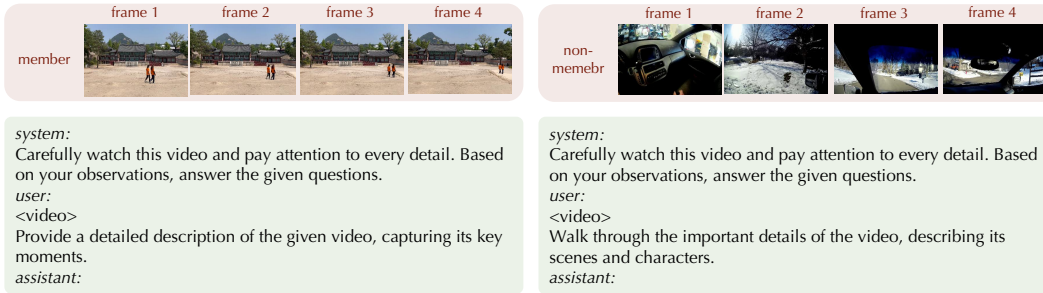 frame 1 frame 2 frame 3 frame 4
member
system:
Carefully watch this video and pay attention to every detail. Based
on your observations, answer the given questions.
user:
<video>
Provide a detailed description of the given video, capturing its key
moments.
assistant:
frame 1 frame 2 frame 3 frame 4
non-
memebr
system:
Carefully watch this video and pay attention to every detail. Based
on your observations, answer the given questions.
user:
<video>
Walk through the important details of the video, describing its
scenes and characters.
assistant: